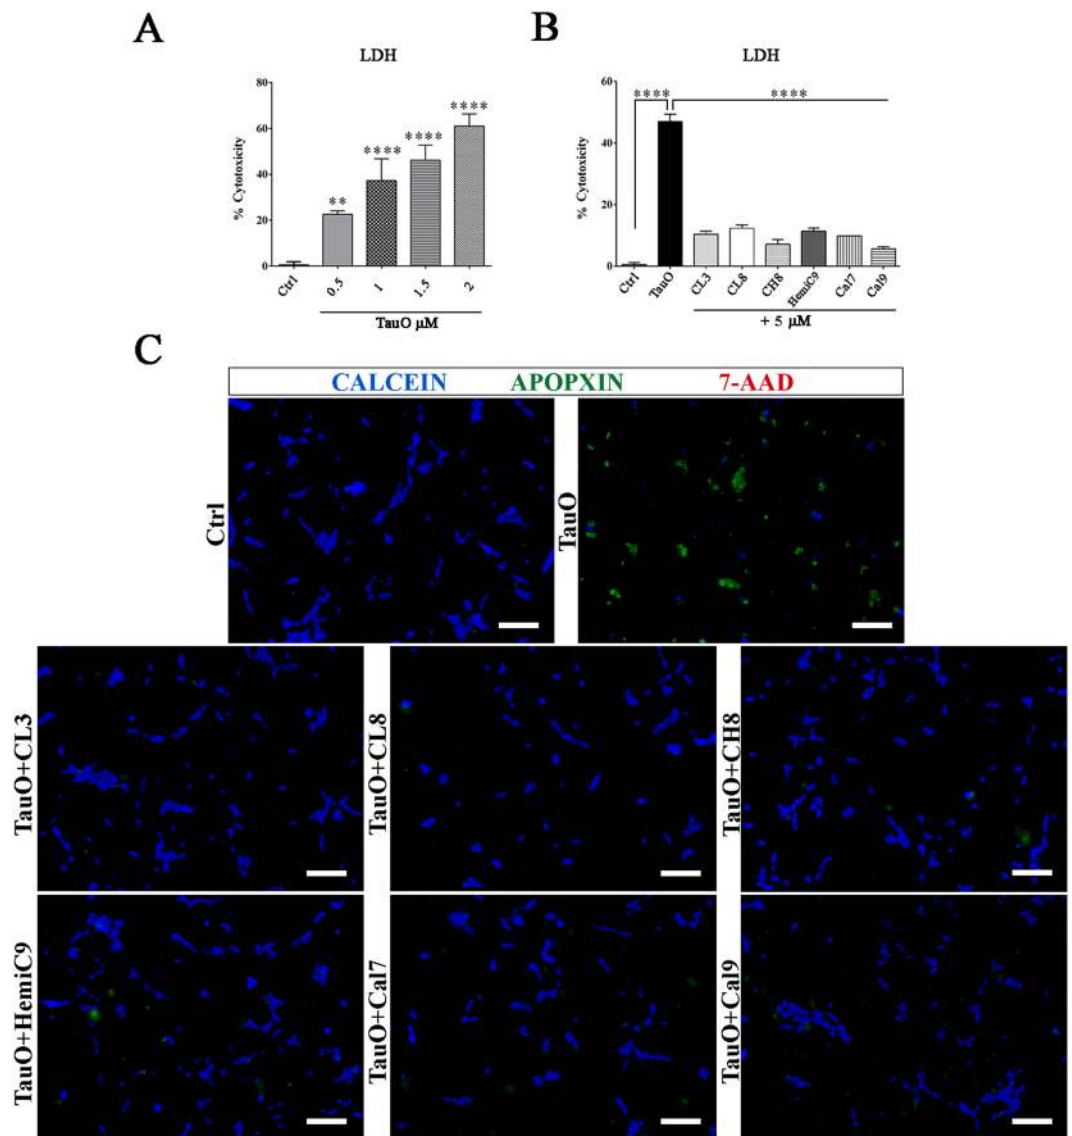 A
LDH
% Cytotoxicity
80
60
40
20
0
**
****
****
****
Ctrl
0.5
1
1.5
2
TauO μM
B
LDH
% Cytotoxicity
60
40
20
0
****
****
Ctrl
TauO
CL3
CL8
CH8
HemiC9
Cal7
Cal9
+ 5 μM
C
CALCEIN APOPXIN 7-AAD
Ctrl
TauO
TauO+CL3
TauO+CL8
TauO+CH8
TauO+HemiC9
TauO+Cal7
TauO+Cal9